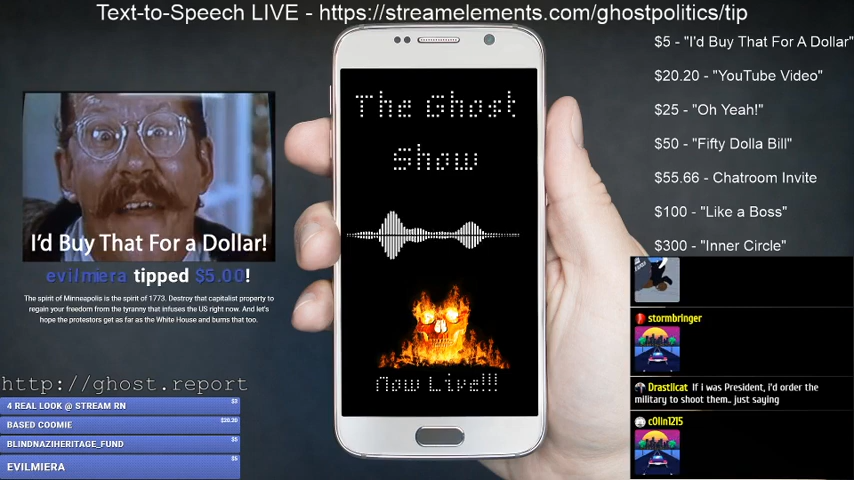 Text-to-Speech LIVE - https://streamelements.com/ghostpolitics/tip
I'd Buy That For a Dollar!
evilmiera tipped $5.00!
The spirit of Minneapolis is the spirit of 1773. Destroy that capitalist property to
regain your freedom from the tyranny that infuses the US right now. And let's
hope the protestors get as far as the White House and burns that too.
http://ghost.report
4 REAL LOOK @ STREAM RN $3
BASED COOMIE $20.20
BLINDNAZIHERITAGE_FUND $5
EVILMIERA $5
The Ghost
Show
Now Live!!!
$5 - "I'd Buy That For A Dollar"
$20.20 - "YouTube Video"
$25 - "Oh Yeah!"
$50 - "Fifty Dolla Bill"
$55.66 - Chatroom Invite
$100 - "Like a Boss"
$300 - "Inner Circle"
stormbringer
Drastilcat If i was President, i'd order the
military to shoot them.. just saying
c0lin1215